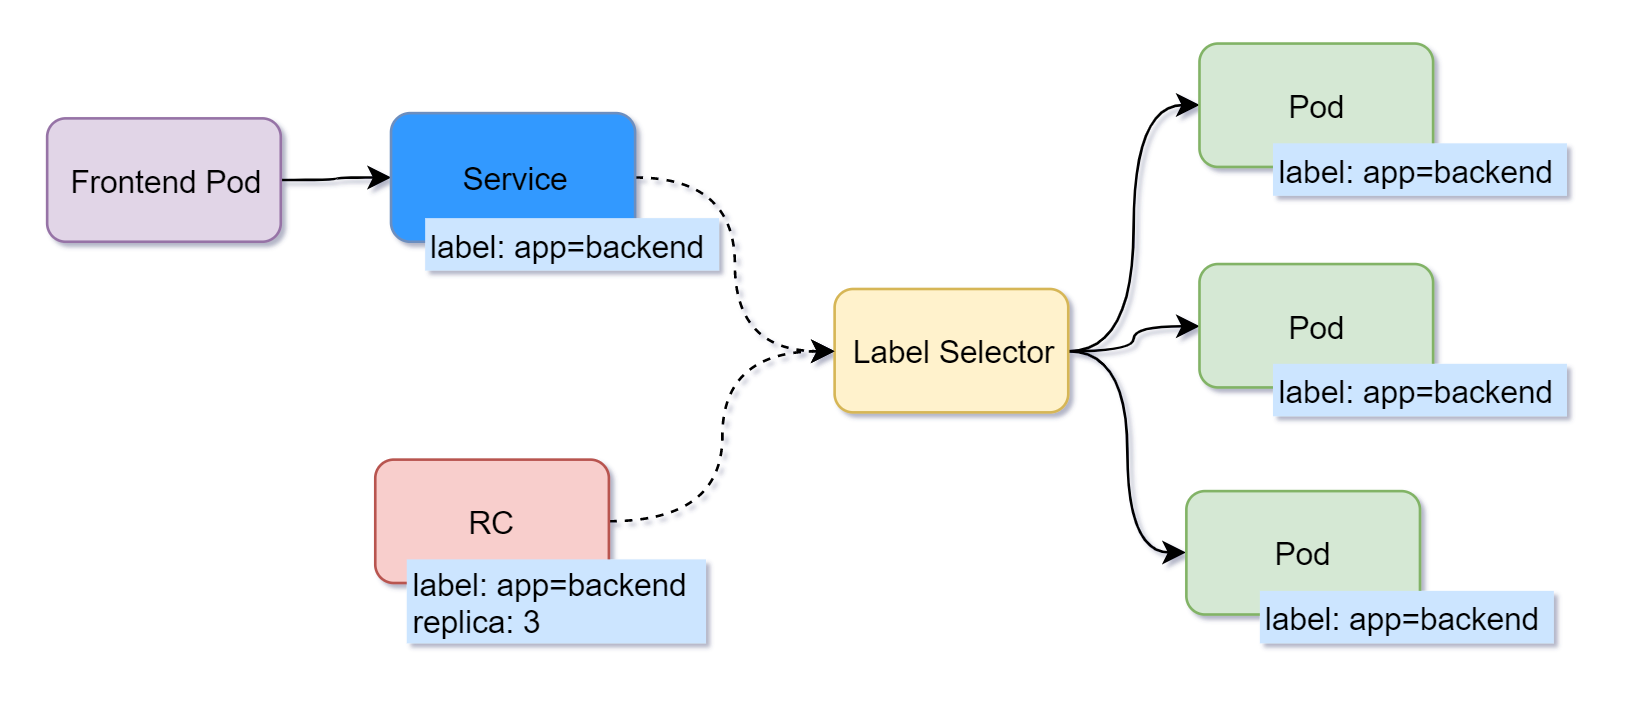 Frontend Pod
Service
label: app=backend
RC
label: app=backend
replica: 3
Label Selector
Pod
label: app=backend
Pod
label: app=backend
Pod
label: app=backend